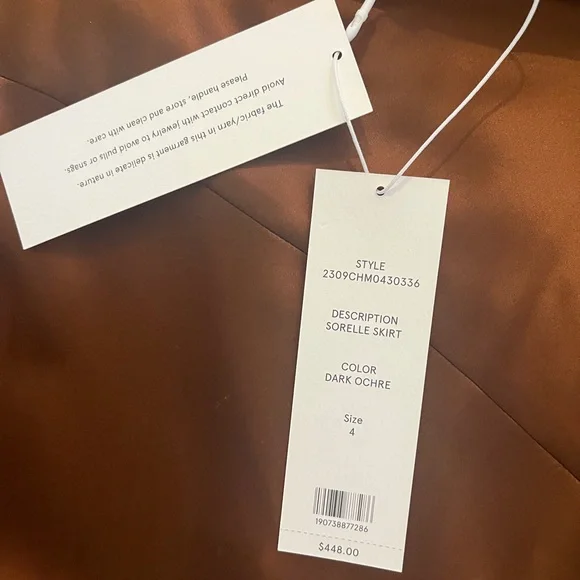 The fabric/yarn in this garment is delicate in nature.
Avoid direct contact with jewelry to avoid pulls or snags.
Please handle, store and clean with care.
STYLE
2309CHM0430336
DESCRIPTION
SORELLE SKIRT
COLOR
DARK OCHRE
Size
4
190738877286
$448.00